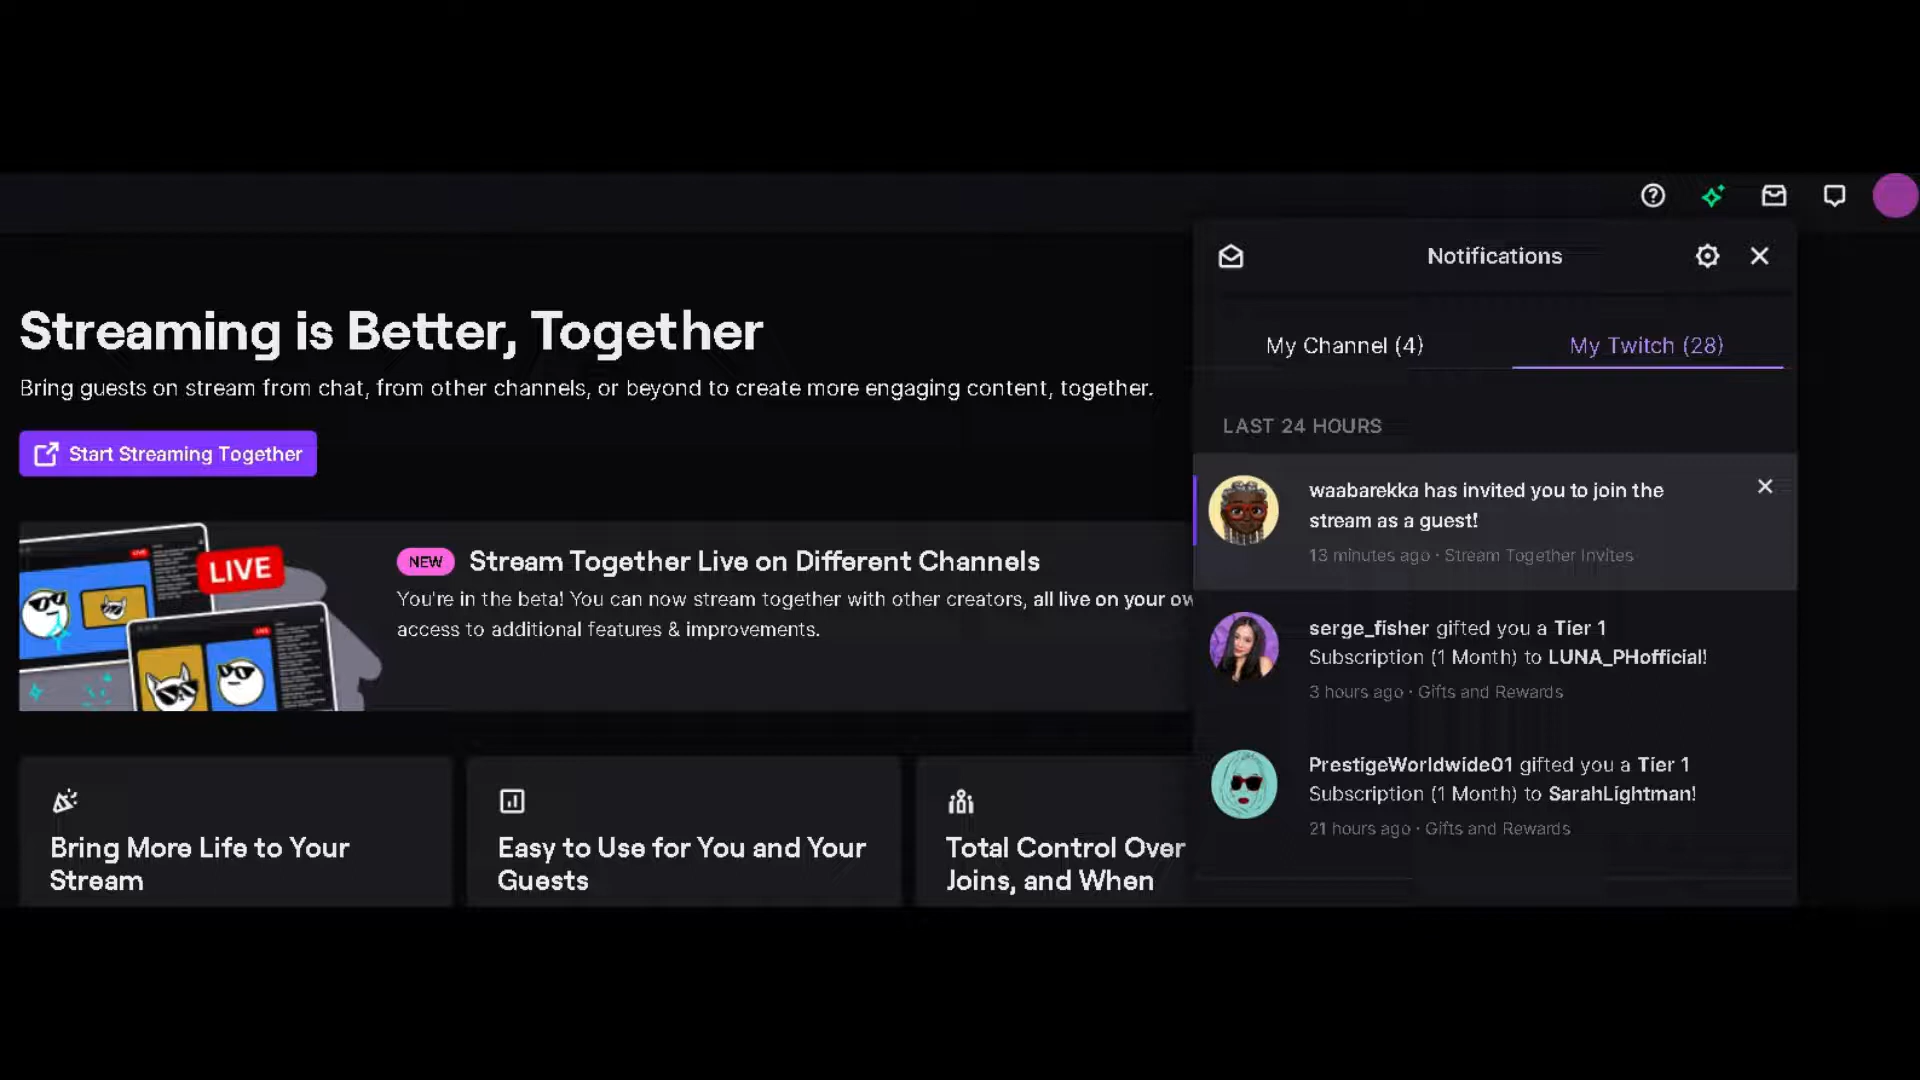 Streaming is Better, Together
Bring guests on stream from chat, from other channels, or beyond to create more engaging content, together.
Start Streaming Together
LIVE
NEW Stream Together Live on Different Channels
You're in the beta! You can now stream together with other creators, all live on your ow
access to additional features & improvements.
Bring More Life to Your
Stream
Easy to Use for You and Your
Guests
Total Control Over
Joins, and When
Notifications
My Channel (4)
My Twitch (28)
LAST 24 HOURS
waabarekka has invited you to join the
stream as a guest!
13 minutes ago · Stream Together Invites
serge_fisher gifted you a Tier 1
Subscription (1 Month) to LUNA_PHofficial!
3 hours ago · Gifts and Rewards
PrestigeWorldwide01 gifted you a Tier 1
Subscription (1 Month) to SarahLightman!
21 hours ago · Gifts and Rewards